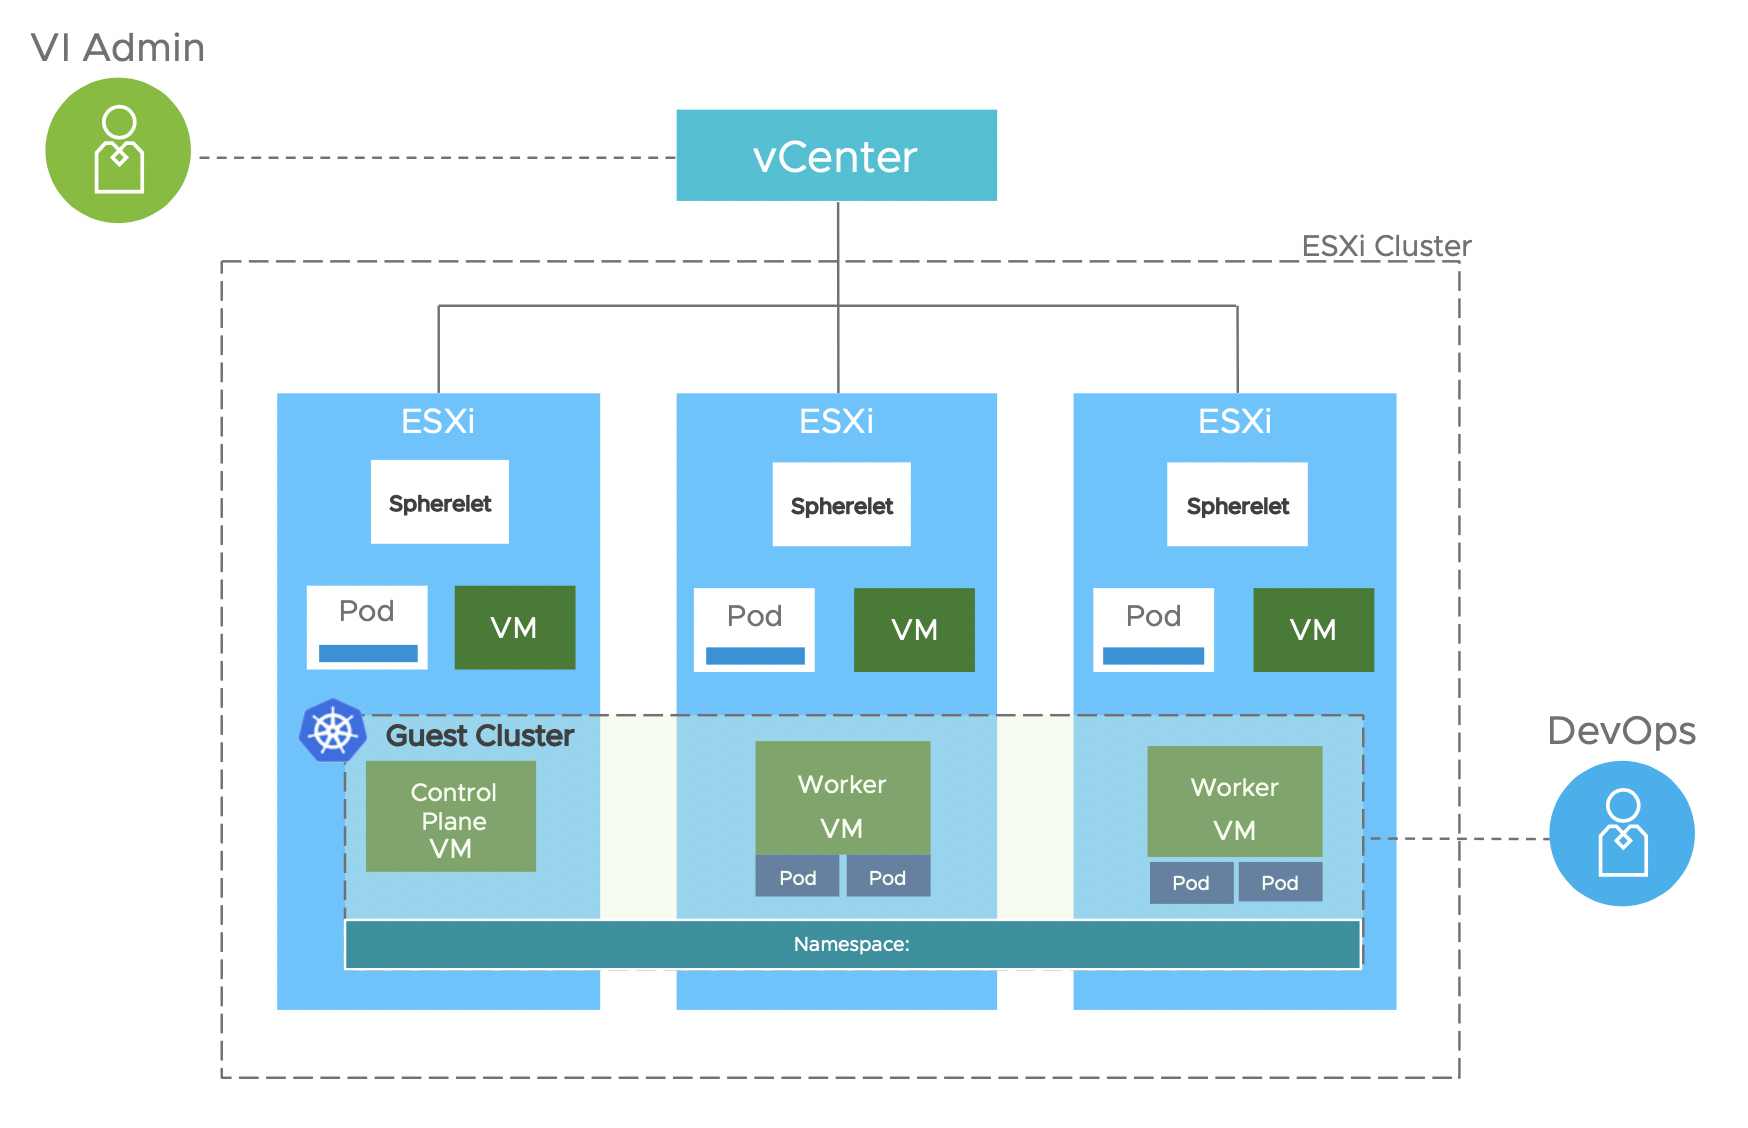 VI Admin
vCenter
ESXi Cluster
ESXi
ESXi
ESXi
Spherelet
Spherelet
Spherelet
Pod
VM
Pod
VM
Pod
VM
Guest Cluster
Control
Plane
VM
Worker
VM
Pod
Pod
Worker
VM
Pod
Pod
DevOps
Namespace: